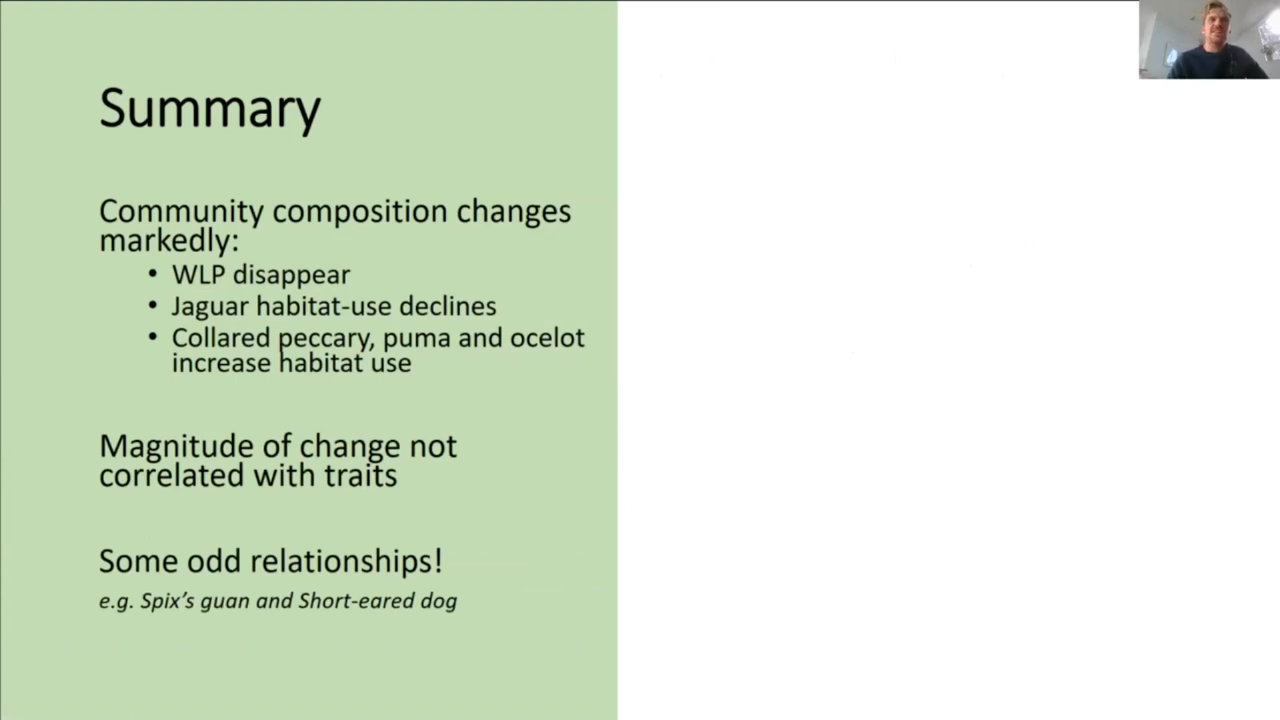 Summary
Community composition changes
markedly:
• WLP disappear
• Jaguar habitat-use declines
• Collared peccary, puma and ocelot
increase habitat use
Magnitude of change not
correlated with traits
Some odd relationships!
e.g. Spix's guan and Short-eared dog